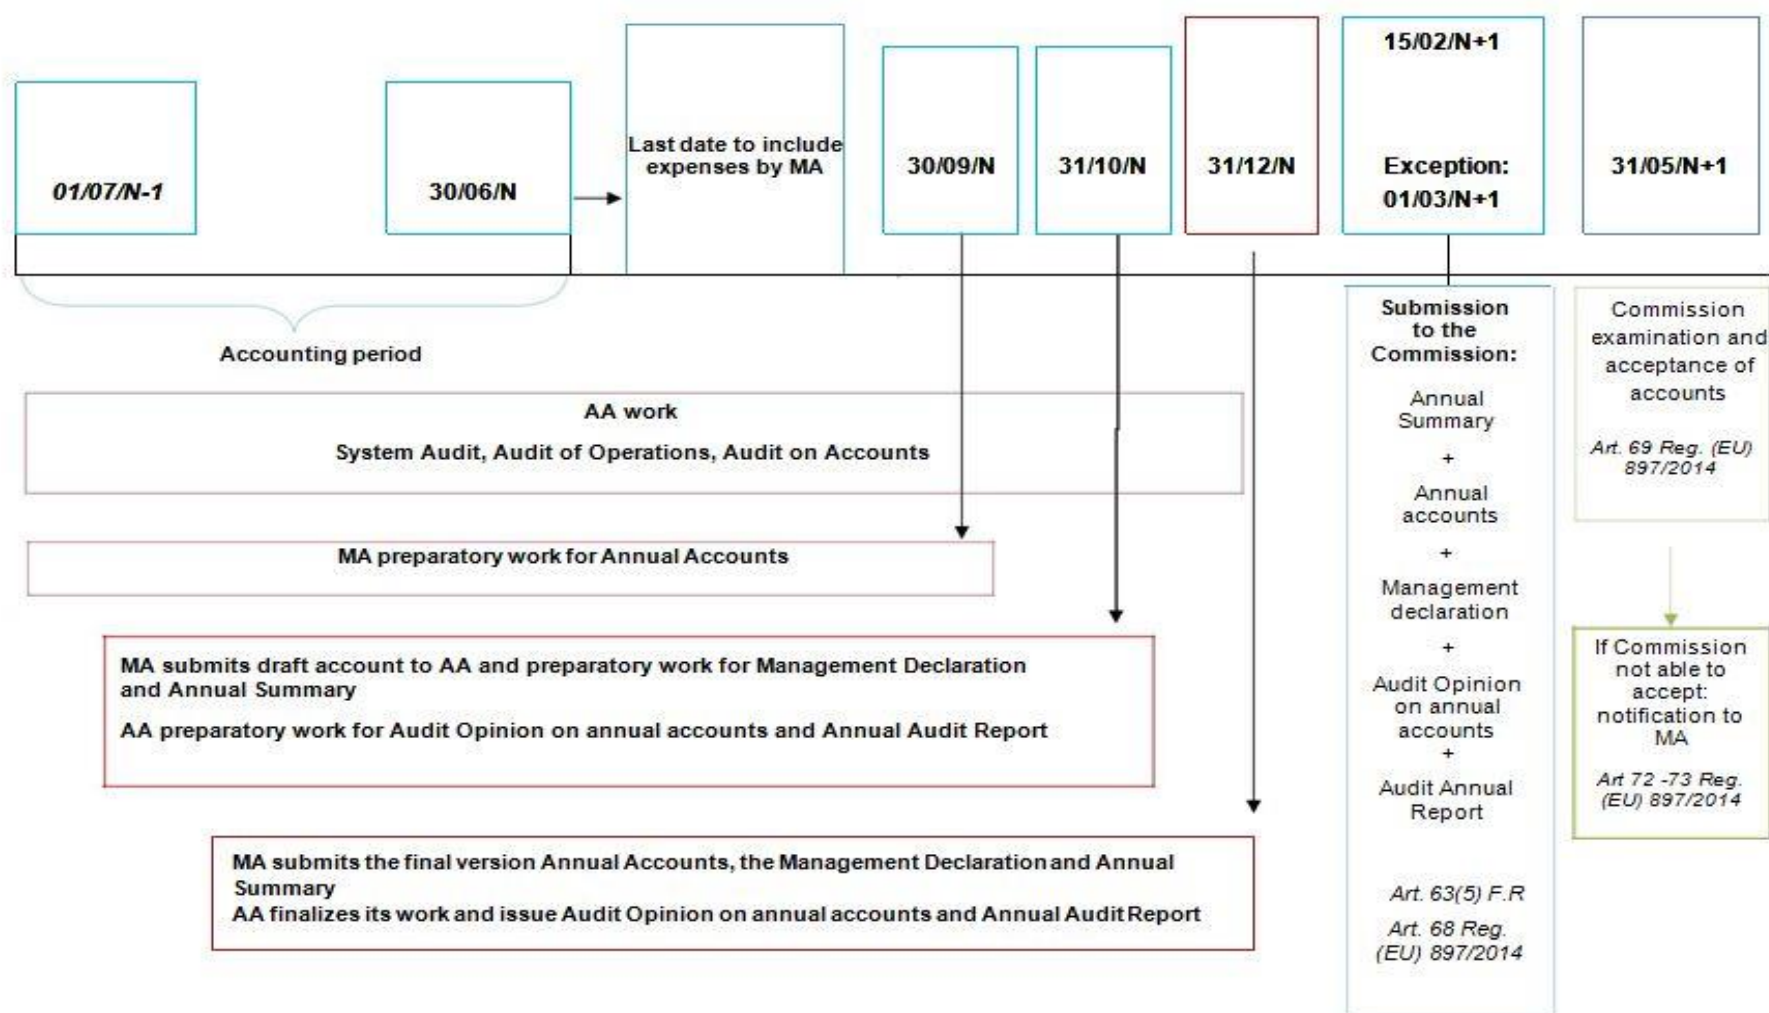 01/07/N-1
30/06/N
Last date to include
expenses by MA
30/09/N
31/10/N
31/12/N
15/02/N+1
Exception:
01/03/N+1
31/05/N+1
Accounting period
AA work
System Audit, Audit of Operations, Audit on Accounts
MA preparatory work for Annual Accounts
MA submits draft account to AA and preparatory work for Management Declaration
and Annual Summary
AA preparatory work for Audit Opinion on annual accounts and Annual Audit Report
MA submits the final version Annual Accounts, the Management Declaration and Annual
Summary
AA finalizes its work and issue Audit Opinion on annual accounts and Annual Audit Report
Submission
to the
Commission:
Annual
Summary
+
Annual
accounts
+
Management
declaration
+
Audit Opinion
on annual
accounts
+
Audit Annual
Report
Art. 63(5) F.R
Art. 68 Reg.
(EU) 897/2014
Commission
examination and
acceptance of
accounts
Art. 69 Reg. (EU)
897/2014
If Commission
not able to
accept:
notification to
MA
Art 72 -73 Reg.
(EU) 897/2014